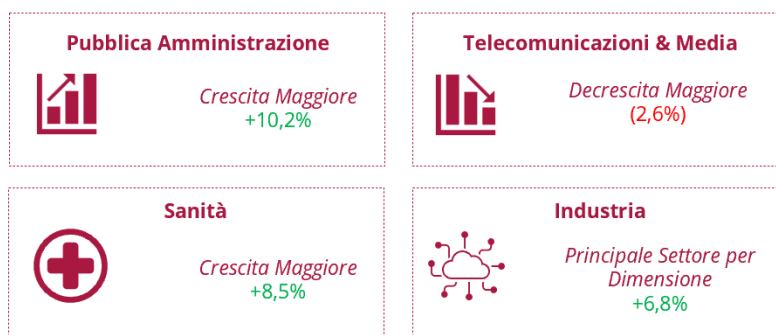 Pubblica Amministrazione
Crescita Maggiore
+10,2%
Telecomunicazioni & Media
Decrescita Maggiore
(2,6%)
Sanità
Crescita Maggiore
+8,5%
Industria
Principale Settore per
Dimensione
+6,8%